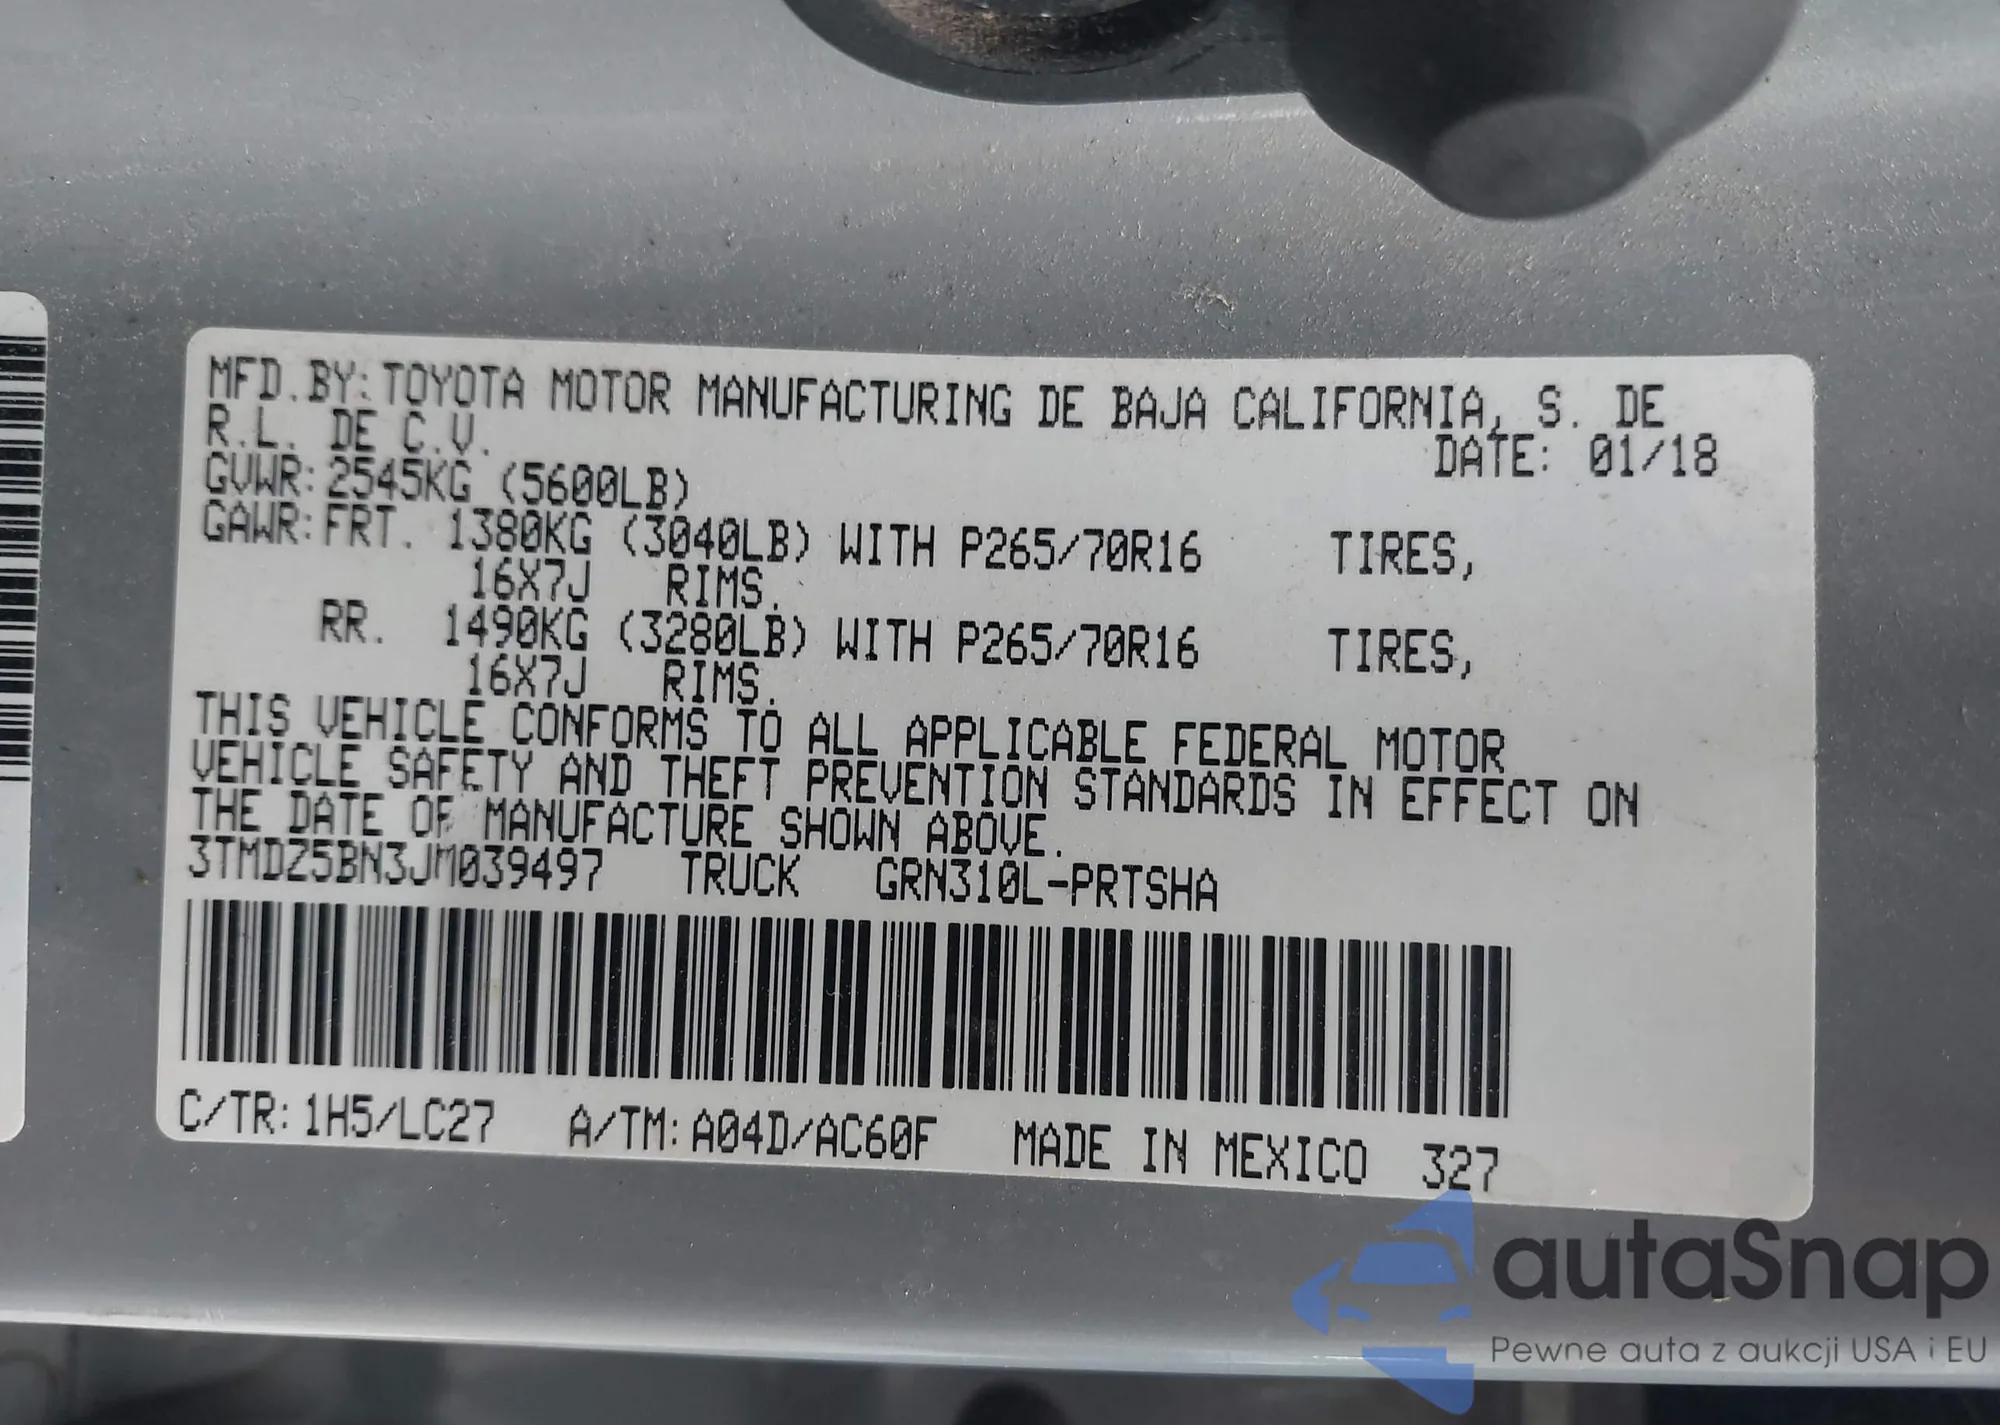 MFD.BY:TOYOTA MOTOR MANUFACTURING DE BAJA CALIFORNIA, S. DE
R.L. DE C.V.
DATE: 01/18
GVWR:2545KG (5600LB)
GAWR:FRT. 1380KG (3040LB) WITH P265/70R16 TIRES,
16X7J RIMS.
RR. 1490KG (3280LB) WITH P265/70R16 TIRES,
16X7J RIMS.
THIS VEHICLE CONFORMS TO ALL APPLICABLE FEDERAL MOTOR
VEHICLE SAFETY AND THEFT PREVENTION STANDARDS IN EFFECT ON
THE DATE OF MANUFACTURE SHOWN ABOVE.
3TMDZ5BN3JM039497 TRUCK GRN310L-PRTSHA
C/TR:1H5/LC27 A/TM:A04D/AC60F MADE IN MEXICO 327
autaSnap
Pewne auta z aukcji USA i EU